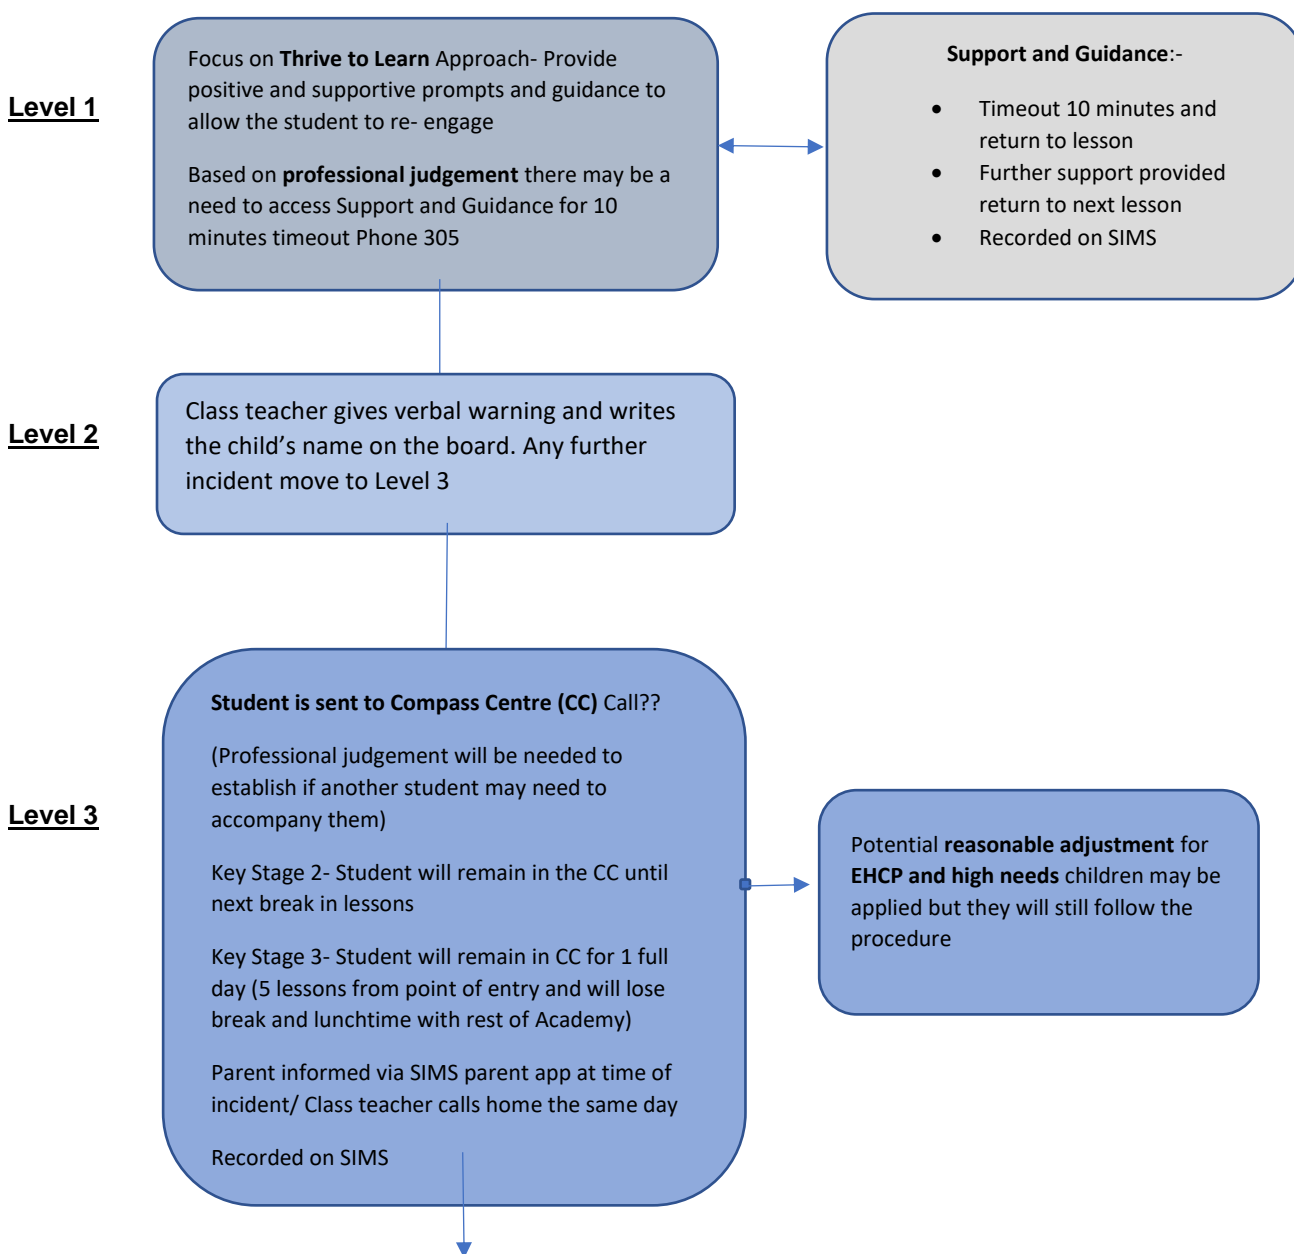 Level 1
Focus on Thrive to Learn Approach- Provide
positive and supportive prompts and guidance to
allow the student to re- engage
Based on professional judgement there may be a
need to access Support and Guidance for 10
minutes timeout Phone 305
Support and Guidance:-
• Timeout 10 minutes and
return to lesson
• Further support provided
return to next lesson
• Recorded on SIMS
Level 2
Class teacher gives verbal warning and writes
the child’s name on the board. Any further
incident move to Level 3
Level 3
Student is sent to Compass Centre (CC) Call??
(Professional judgement will be needed to
establish if another student may need to
accompany them)
Key Stage 2- Student will remain in the CC until
next break in lessons
Key Stage 3- Student will remain in CC for 1 full
day (5 lessons from point of entry and will lose
break and lunchtime with rest of Academy)
Parent informed via SIMS parent app at time of
incident/ Class teacher calls home the same day
Recorded on SIMS
Potential reasonable adjustment for
EHCP and high needs children may be
applied but they will still follow the
procedure